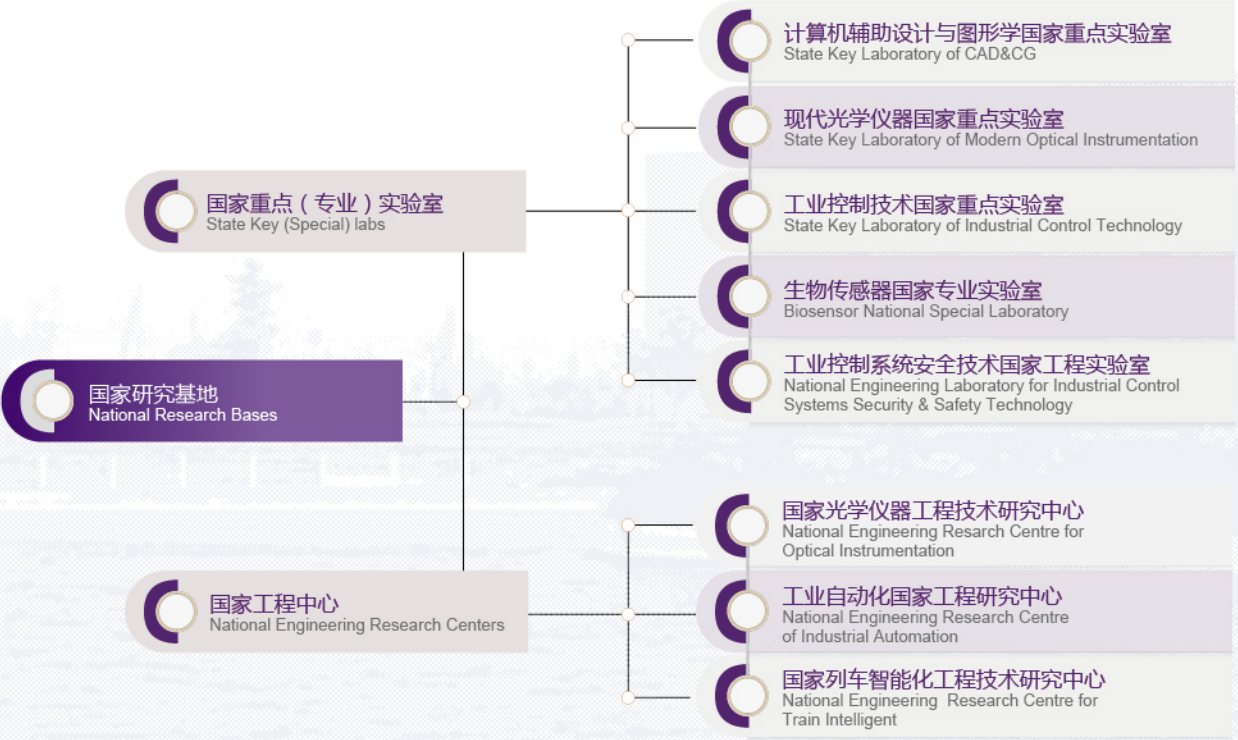 计算机辅助设计与图形学国家重点实验室
State Key Laboratory of CAD&CG
现代光学仪器国家重点实验室
State Key Laboratory of Modern Optical Instrumentation
国家重点（专业）实验室
State Key (Special) labs
工业控制技术国家重点实验室
State Key Laboratory of Industrial Control Technology
生物传感器国家专业实验室
Biosensor National Special Laboratory
工业控制系统安全技术国家工程实验室
National Engineering Laboratory for Industrial Control
Systems Security & Safety Technology
国家研究基地
National Research Bases
国家光学仪器工程技术研究中心
National Engineering Resarch Centre for
Optical Instrumentation
国家工程中心
National Engineering Research Centers
工业自动化国家工程研究中心
National Engineering Research Centre
of Industrial Automation
国家列车智能化工程技术研究中心
National Engineering Research Centre for
Train Intelligent